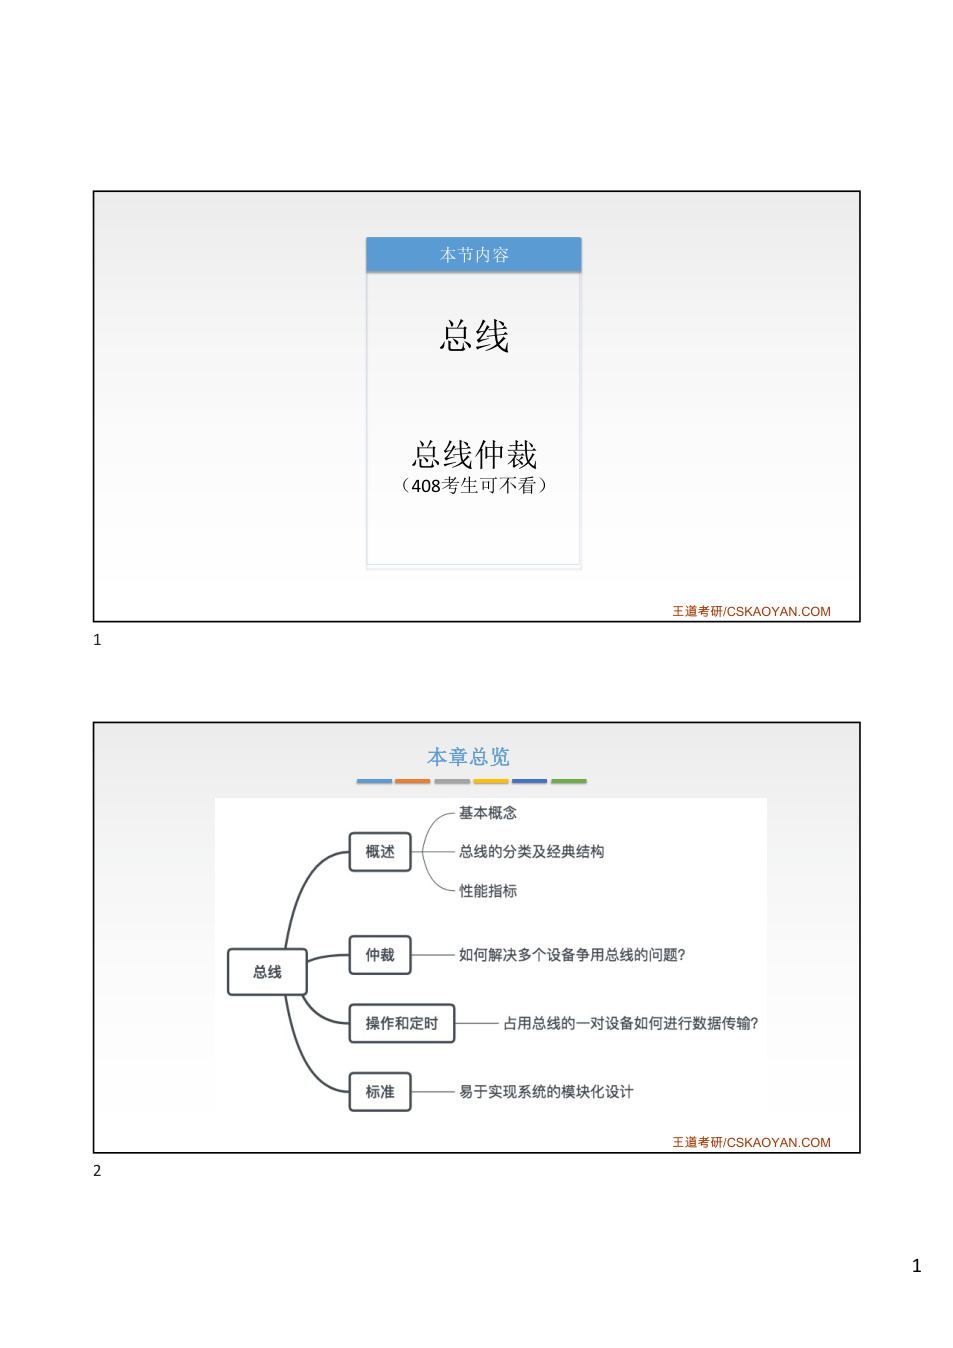 本节内容
总线
总线仲裁
（408考生可不看）
王道考研/CSKAOYAN.COM
1
本章总览
基本概念
概述
总线的分类及经典结构
性能指标
仲裁
如何解决多个设备争用总线的问题?
总线
操作和定时
占用总线的一对设备如何进行数据传输?
标准
易于实现系统的模块化设计
王道考研/CSKAOYAN.COM
2
1